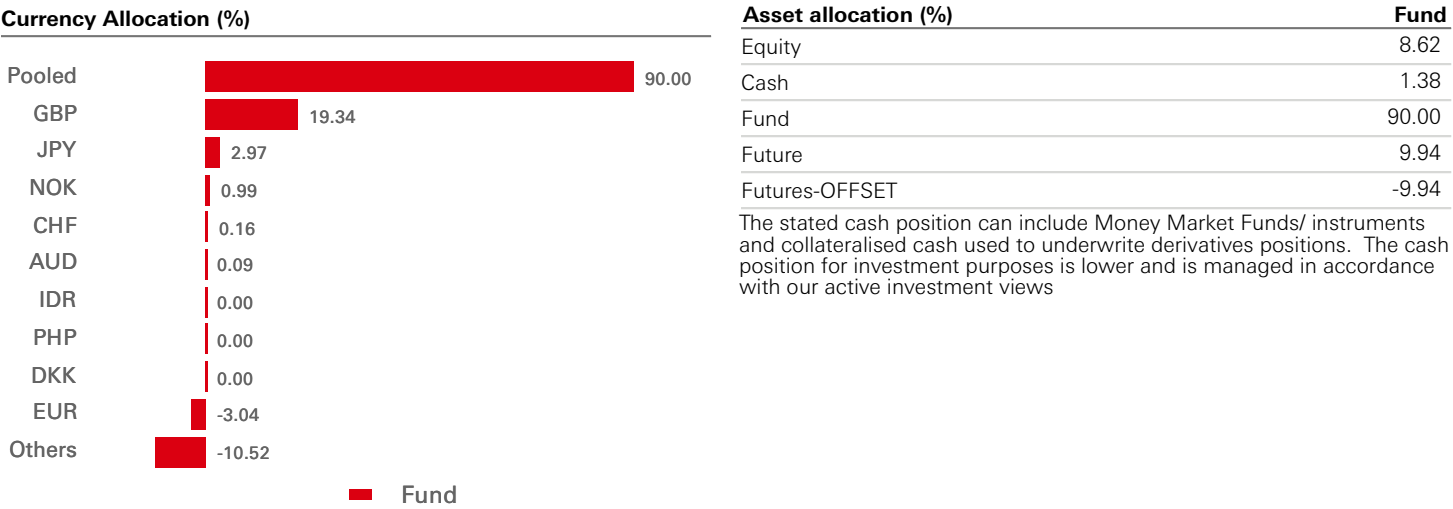 Currency Allocation (%)
Pooled 90.00
GBP 19.34
JPY 2.97
NOK 0.99
CHF 0.16
AUD 0.09
IDR 0.00
PHP 0.00
DKK 0.00
EUR -3.04
Others -10.52
Fund
Asset allocation (%) Fund
Equity 8.62
Cash 1.38
Fund 90.00
Future 9.94
Futures-OFFSET -9.94
The stated cash position can include Money Market Funds/ instruments
and collateralised cash used to underwrite derivatives positions.  The cash
position for investment purposes is lower and is managed in accordance
with our active investment views